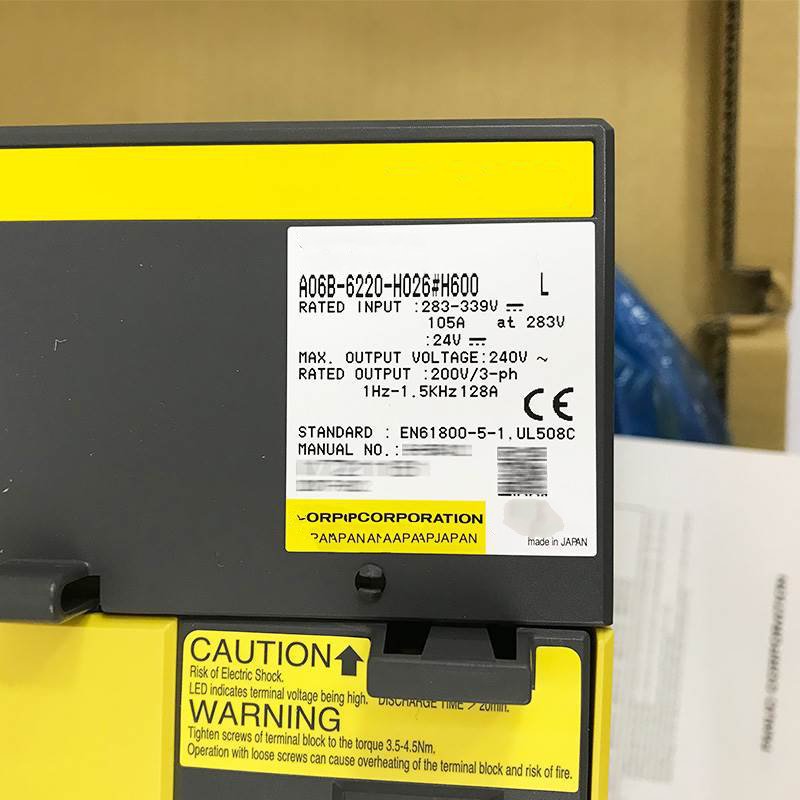 A06B-6220-H026#H600 L
RATED INPUT :283-339V ⎓
105A at 283V
:24V ⎓
MAX. OUTPUT VOLTAGE:240V ~
RATED OUTPUT :200V/3-ph
1Hz-1.5KHz 128A
CE
STANDARD : EN61800-5-1.UL508C
MANUAL NO.:
CORPORATION
JAPAN
made in JAPAN
CAUTION
Risk of Electric Shock.
LED indicates terminal voltage being high. DISCHARGE TIME > 20min.
WARNING
Tighten screws of terminal block to the torque 3.5-4.5Nm.
Operation with loose screws can cause overheating of the terminal block and risk of fire.